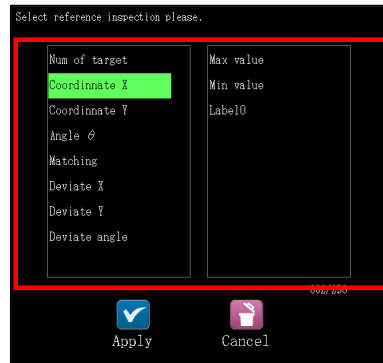 Select reference inspection please.
Num of target
Coordinnate X
Coordinnate Y
Angle θ
Matching
Deviate X
Deviate Y
Deviate angle
Max value
Min value
Label0
Apply
Cancel